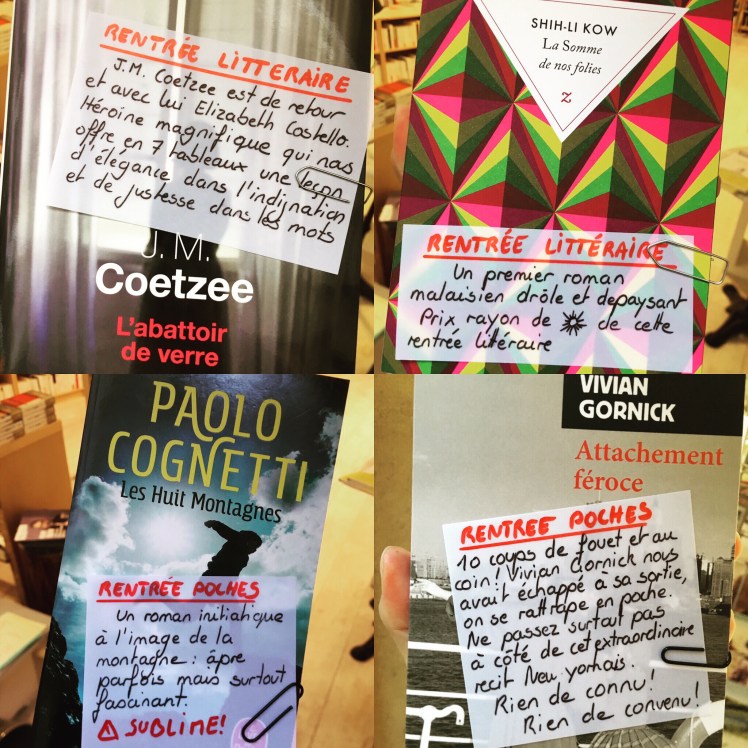 RENTRÉE LITTERAIRE
J.M. Coetzee est de retour
et avec lui Elizabeth Costello.
Héroïne magnifique qui nous
offre en 7 tableaux une leçon
d'élégance dans l'indignation
et de justesse dans les mots
J. M.
Coetzee
L'abattoir
de verre
SHIH-LI KOW
La Somme
de nos folies
Z
RENTRÉE LITTÉRAIRE
Un premier roman
malaisien drôle et depaysant
Prix rayon de de cette
rentrée littéraire
PAOLO
COGNETTI
Les Huit Montagnes
RENTRÉE POCHES
Un roman initiatique
à l'image de la
montagne : âpre
parfois mais surtout
fascinant.
⚠ SUBLIME!
VIVIAN
GORNICK
Attachement
féroce
RENTREE POCHES
10 coups de fouet et au
coin! Vivian Gornick nous
avait échappé à sa sortie,
on se rattrape en poche.
Ne passez surtout pas
à côté de cet extraordinaire
recit New yorkais.
Rien de connu!
Rien de convenu!